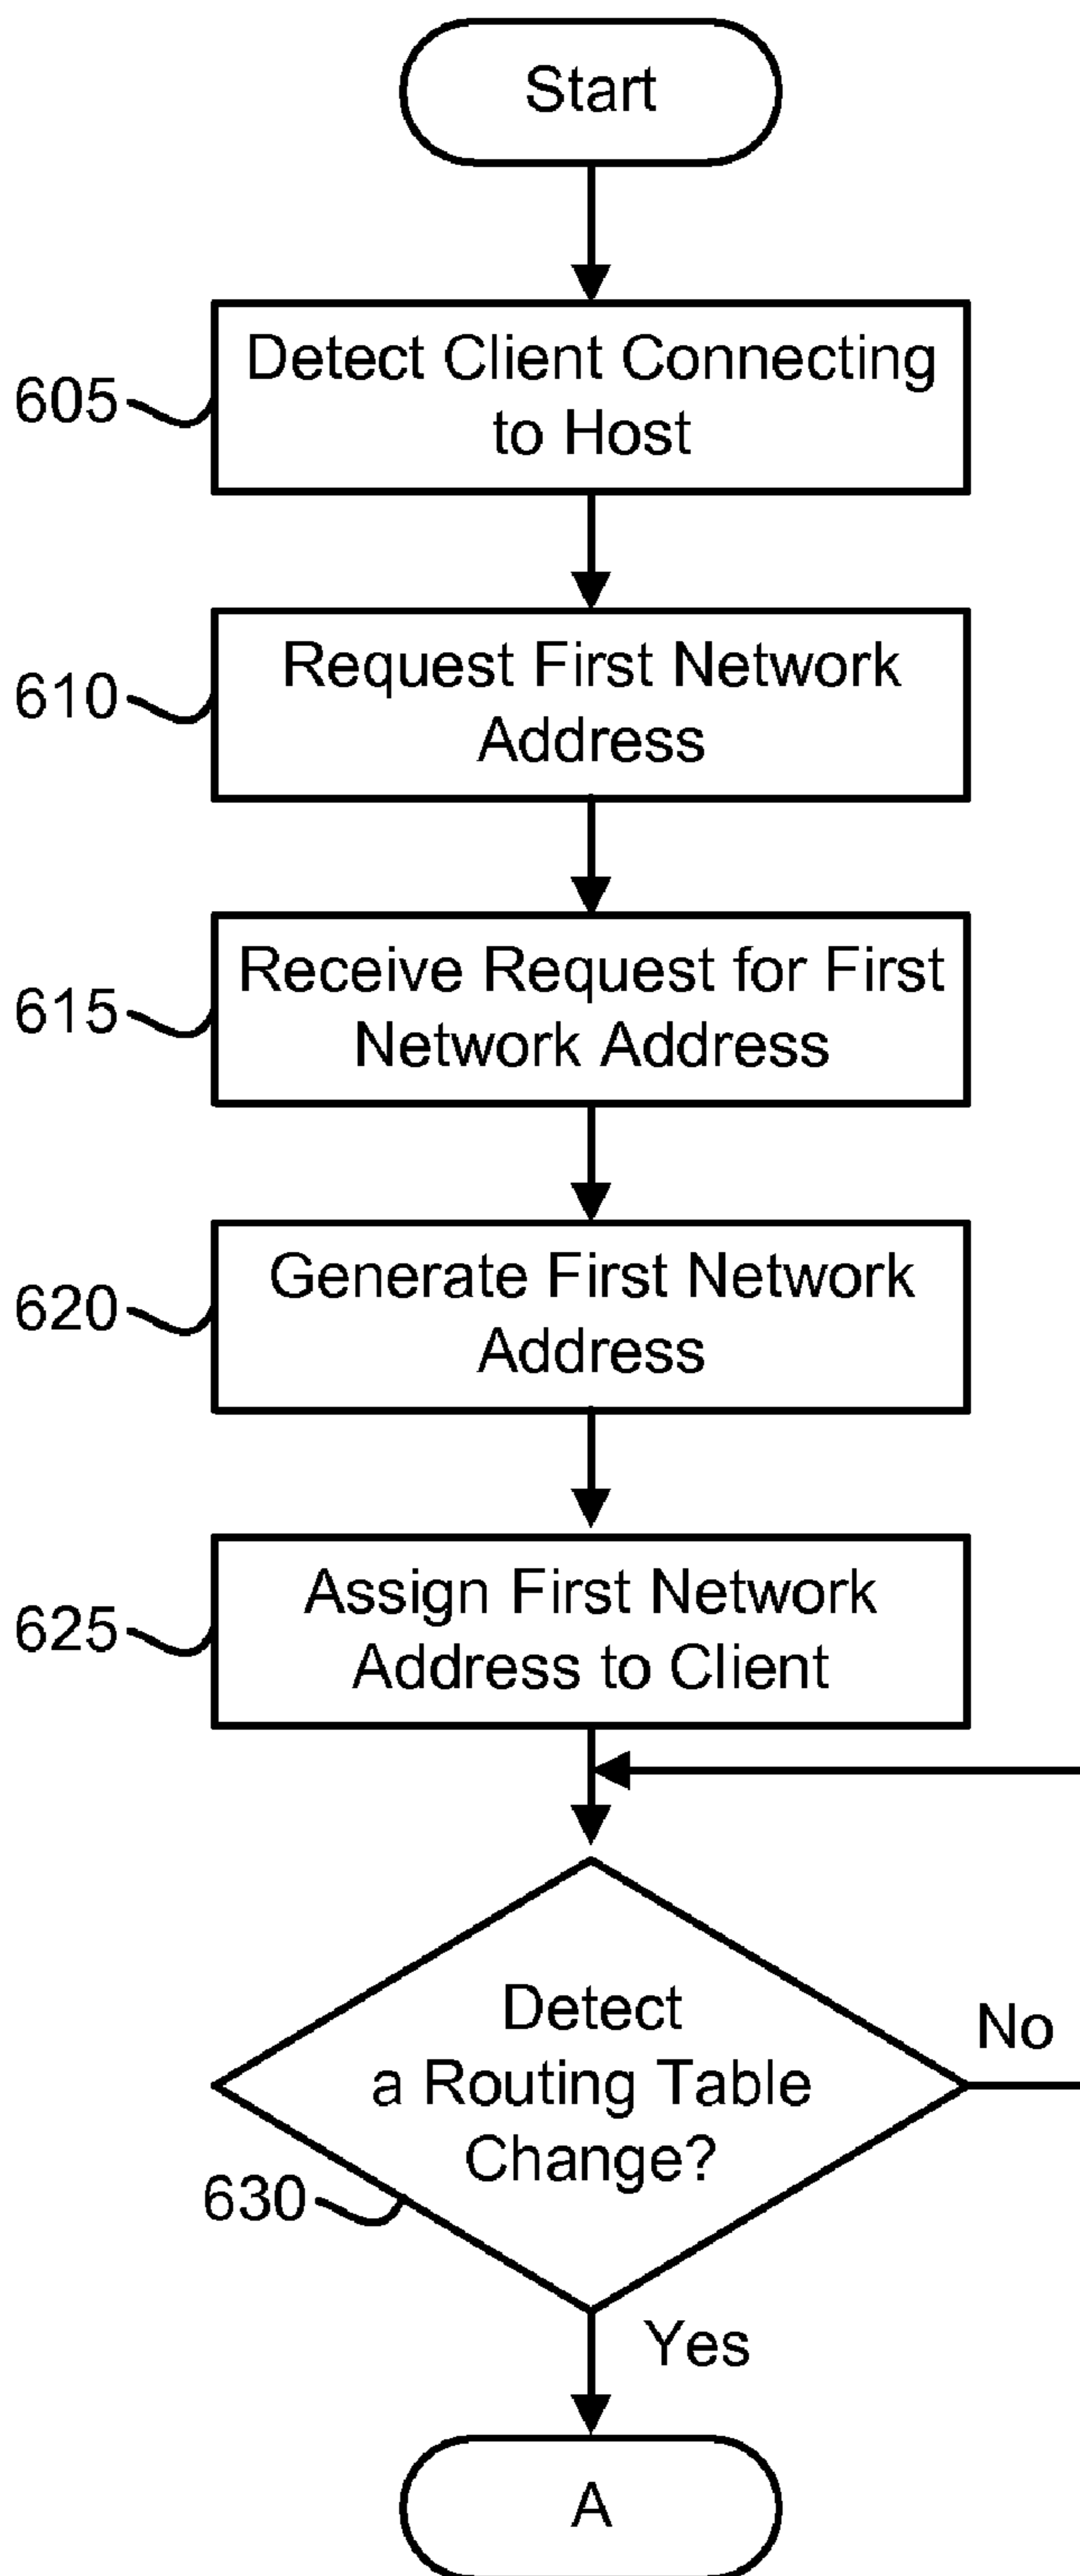 Start
Detect Client Connecting
to Host
605
Request First Network
Address
610
Receive Request for First
Network Address
615
Generate First Network
Address
620
Assign First Network
Address to Client
625
Detect
a Routing Table
Change?
No
630
Yes
A